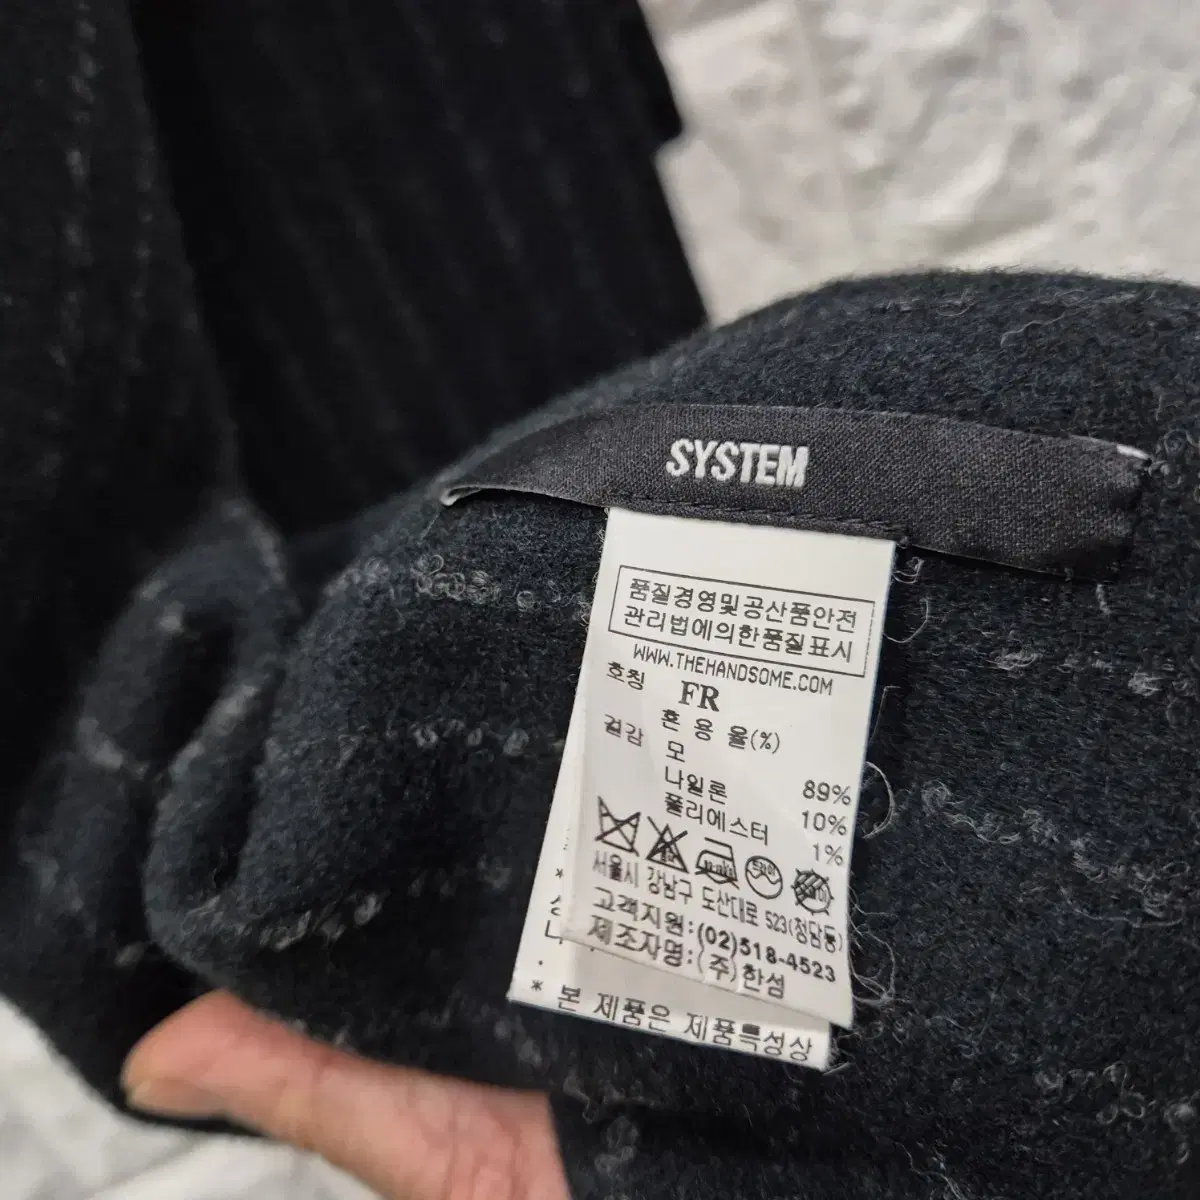 SYSTEM
품질경영및공산품안전
관리법에의한품질표시
WWW.THEHANDSOME.COM
호칭 FR
혼 용 율(%)
겉감 모 89%
나일론 10%
폴리에스터 1%
서울시 강남구 도산대로 523(청담동)
고객지원:(02)518-4523
제조자명:(주)한섬
* 본 제품은 제품특성상